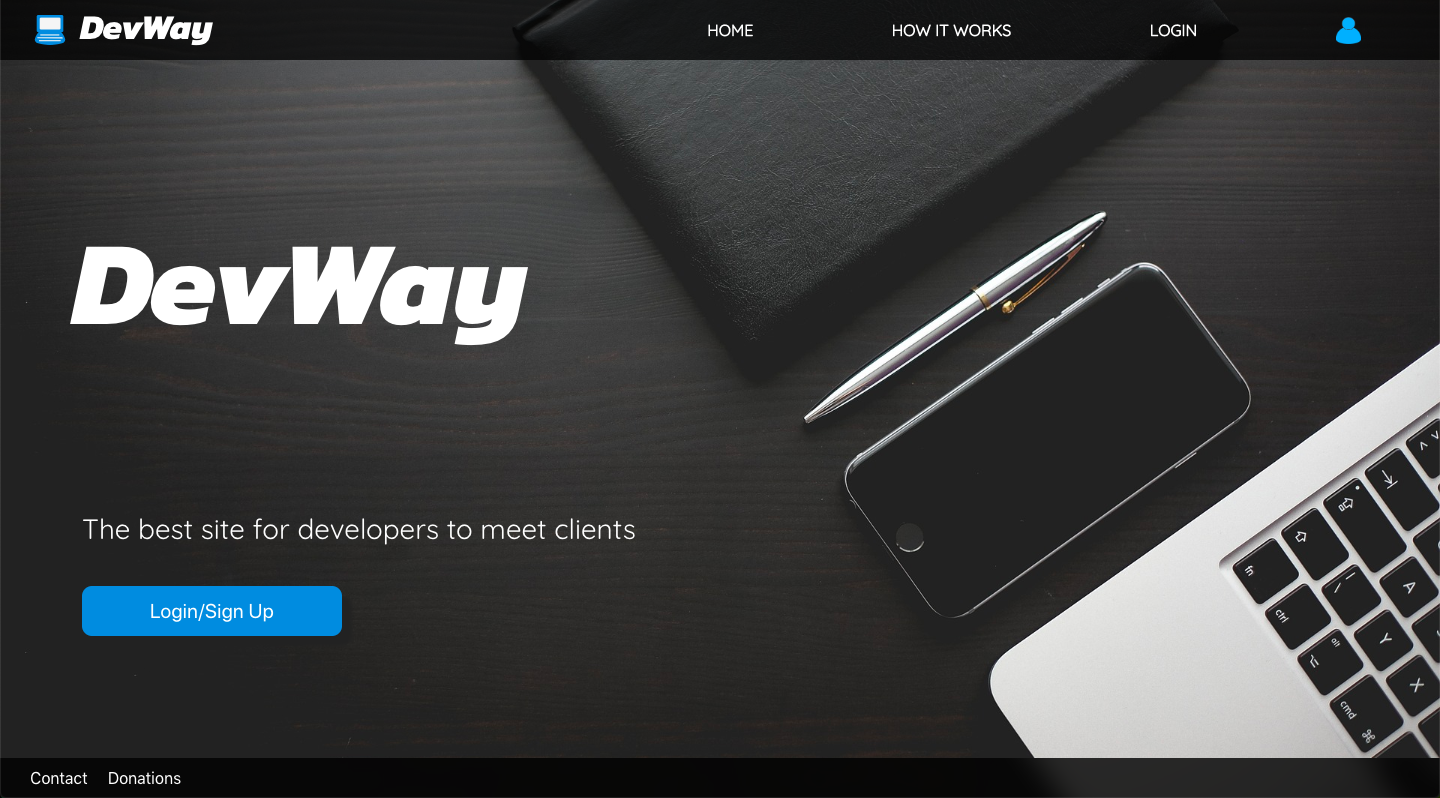 DevWay
HOME
HOW IT WORKS
LOGIN
DevWay
The best site for developers to meet clients
Login/Sign Up
fn
ctrl
alt
cmd
⌘
A
Y
X
Contact
Donations